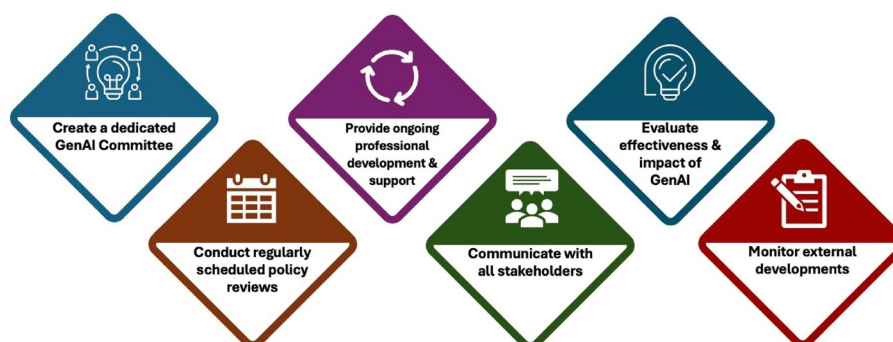 Create a dedicated
GenAI Committee
Conduct regularly
scheduled policy
reviews
Provide ongoing
professional
development &
support
Communicate with
all stakeholders
Evaluate
effectiveness &
impact of
GenAI
Monitor external
developments